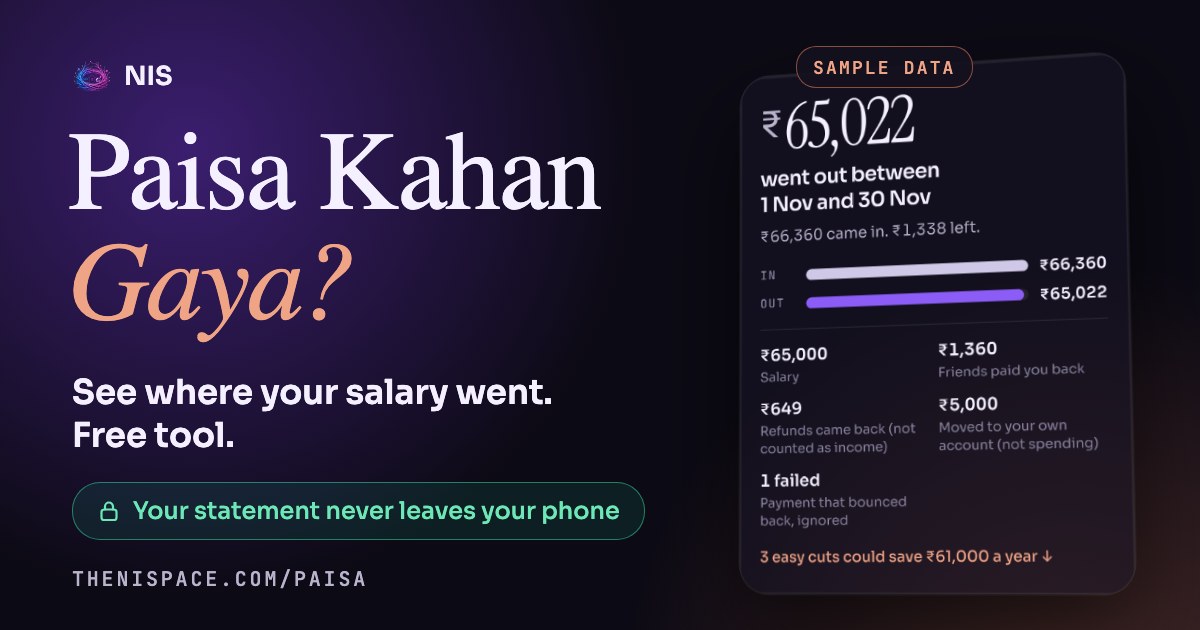 NIS
Paisa Kahan
Gaya?
See where your salary went.
Free tool.
Your statement never leaves your phone
THENISPACE.COM/PAISA
SAMPLE DATA
₹65,022
went out between
1 Nov and 30 Nov
₹66,360 came in. ₹1,338 left.
IN ₹66,360
OUT ₹65,022
₹65,000
Salary
₹1,360
Friends paid you back
₹649
Refunds came back (not
counted as income)
₹5,000
Moved to your own
account (not spending)
1 failed
Payment that bounced
back, ignored
3 easy cuts could save ₹61,000 a year ↓